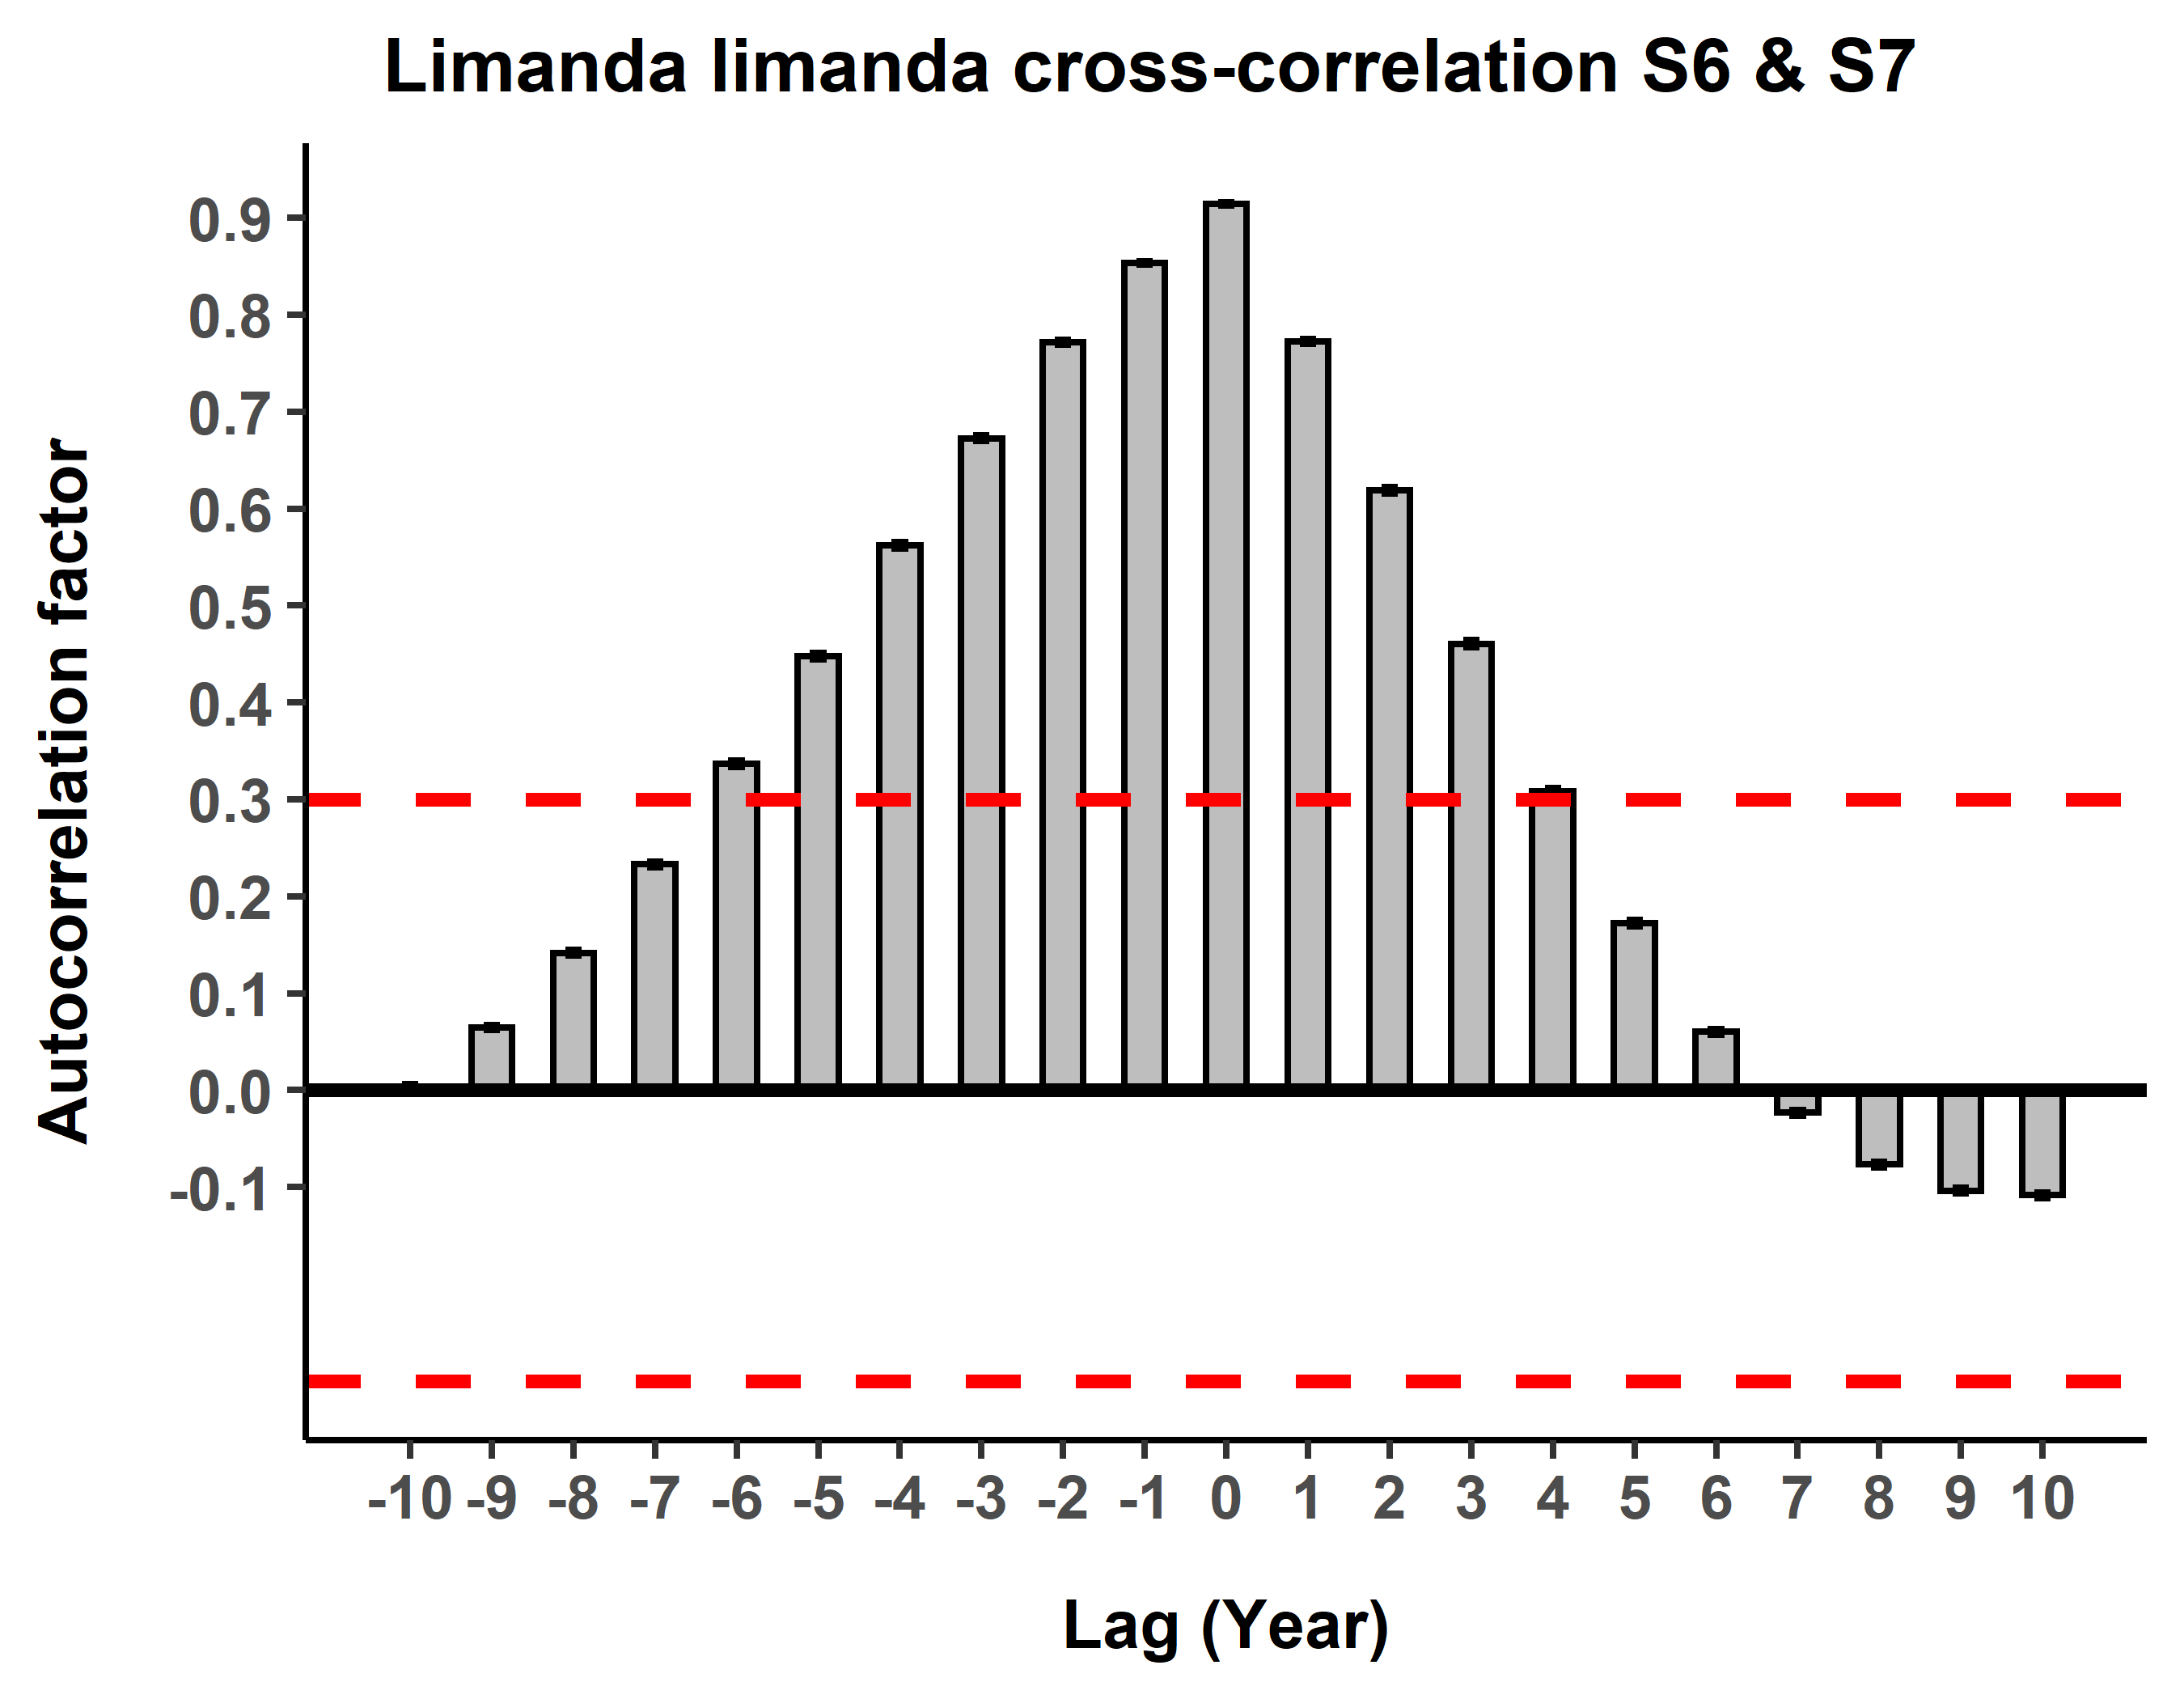 Limanda limanda cross-correlation S6 & S7
Autocorrelation factor
0.9
0.8
0.7
0.6
0.5
0.4
0.3
0.2
0.1
0.0
-0.1
-10 -9 -8 -7 -6 -5 -4 -3 -2 -1 0 1 2 3 4 5 6 7 8 9 10
Lag (Year)